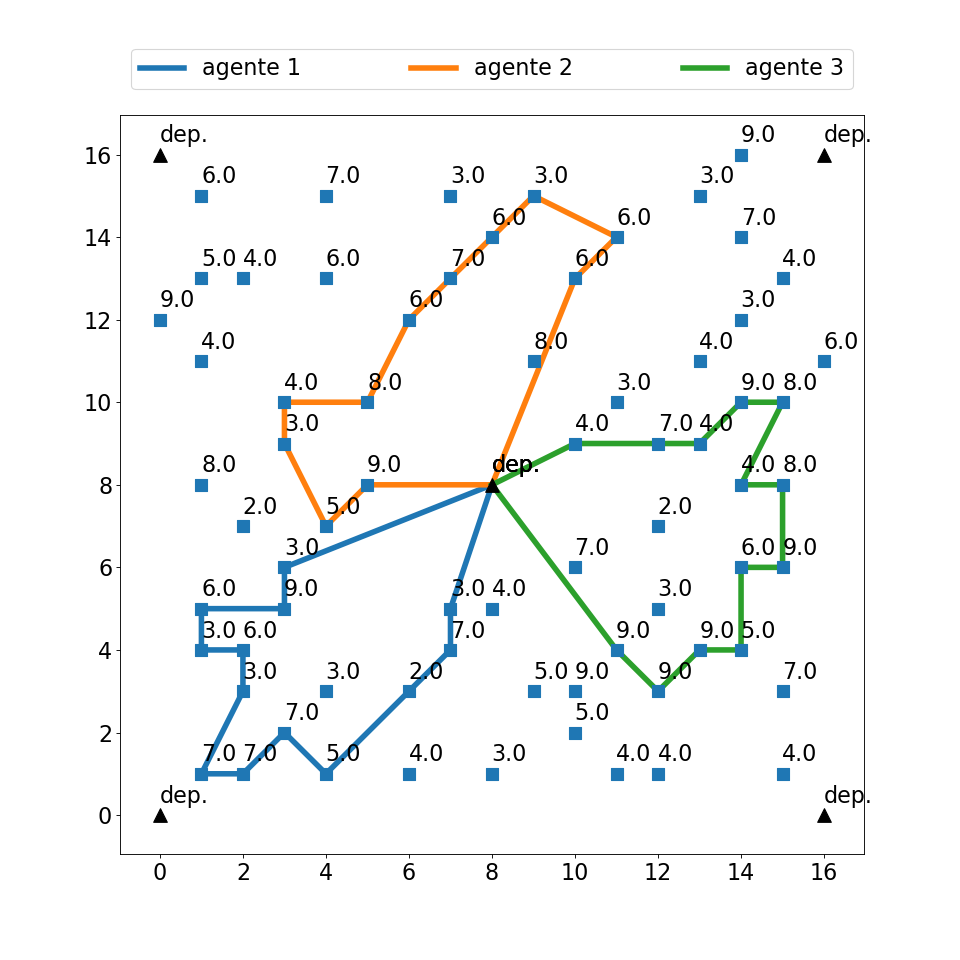 agente 1 agente 2 agente 3
dep. 9.0 dep.
16
6.0 7.0 3.0 3.0 3.0
6.0 6.0 7.0
14
5.0 4.0 6.0 7.0 6.0 4.0
9.0 6.0 3.0
12
4.0 8.0 4.0 6.0
4.0 8.0 3.0 9.0 8.0
10
3.0 4.0 7.0 4.0
8.0 9.0 dep. 4.0 8.0
8
2.0 5.0 2.0
3.0 7.0 6.0 9.0
6
6.0 9.0 3.0 4.0 3.0
3.0 6.0 7.0 9.0 9.0 5.0
4
3.0 3.0 2.0 5.0 9.0 9.0 7.0
7.0 5.0
2
7.0 7.0 5.0 4.0 3.0 4.0 4.0 4.0
dep. dep.
0
0 2 4 6 8 10 12 14 16